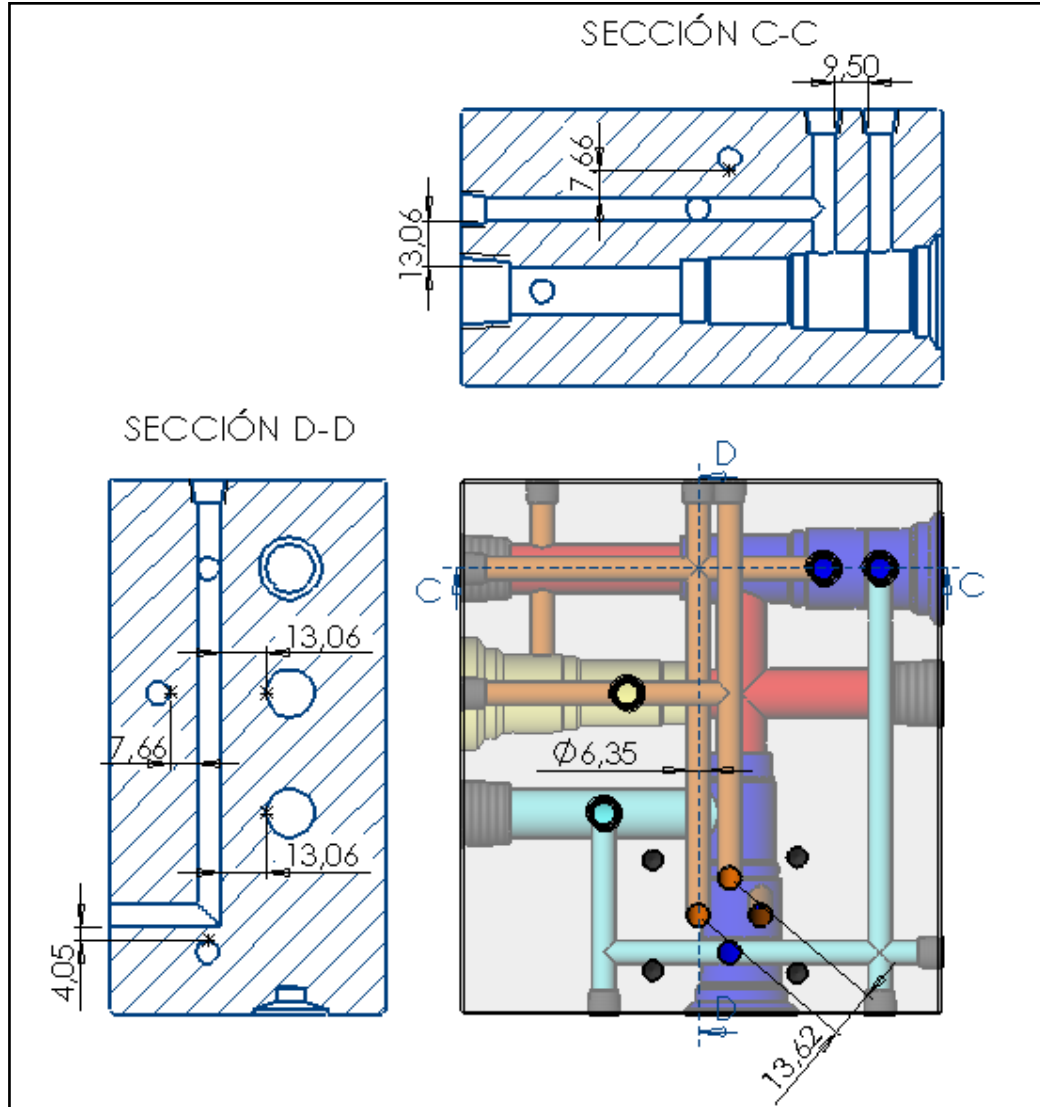 SECCIÓN C-C
9,50
7,66
13,06
SECCIÓN D-D
D
C
C
13,06
7,66
Ø6,35
13,06
4,05
D
13,62